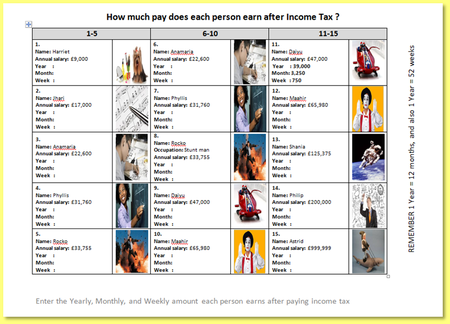 How much pay does each person earn after Income Tax ?
1-5
6-10
11-15
1.
Name: Harriet
Annual salary: £9,000
Year :
Month:
Week :
6.
Name: Anamaria
Annual salary: £22,600
Year :
Month:
Week :
11.
Name: Daiyu
Annual salary: £47,000
Year : 39,000
Month: 3,250
Week : 750
2.
Name: Jhari
Annual salary: £17,000
Year :
Month:
Week :
7.
Name: Phyllis
Annual salary: £31,760
Year :
Month:
Week :
12.
Name: Maahir
Annual salary: £65,980
Year :
Month:
Week :
3.
Name: Anamaria
Annual salary: £22,600
Year :
Month:
Week :
8.
Name: Rocko
Occupation: Stunt man
Annual salary: £33,755
Year :
Month:
Week :
13.
Name: Shania
Annual salary: £125,375
Year :
Month:
Week :
4.
Name: Phyllis
Annual salary: £31,760
Year :
Month:
Week :
9.
Name: Daiyu
Annual salary: £47,000
Year :
Month:
Week :
14.
Name: Philip
Annual salary: £200,000
Year :
Month:
Week :
5.
Name: Rocko
Annual salary: £33,755
Year :
Month:
Week :
10.
Name: Maahir
Annual salary: £65,980
Year :
Month:
Week :
15.
Name: Astrid
Annual salary: £999,999
Year :
Month:
Week :
REMEMBER 1 Year = 12 months, and also 1 Year = 52 weeks
Enter the Yearly, Monthly, and Weekly amount each person earns after paying income tax